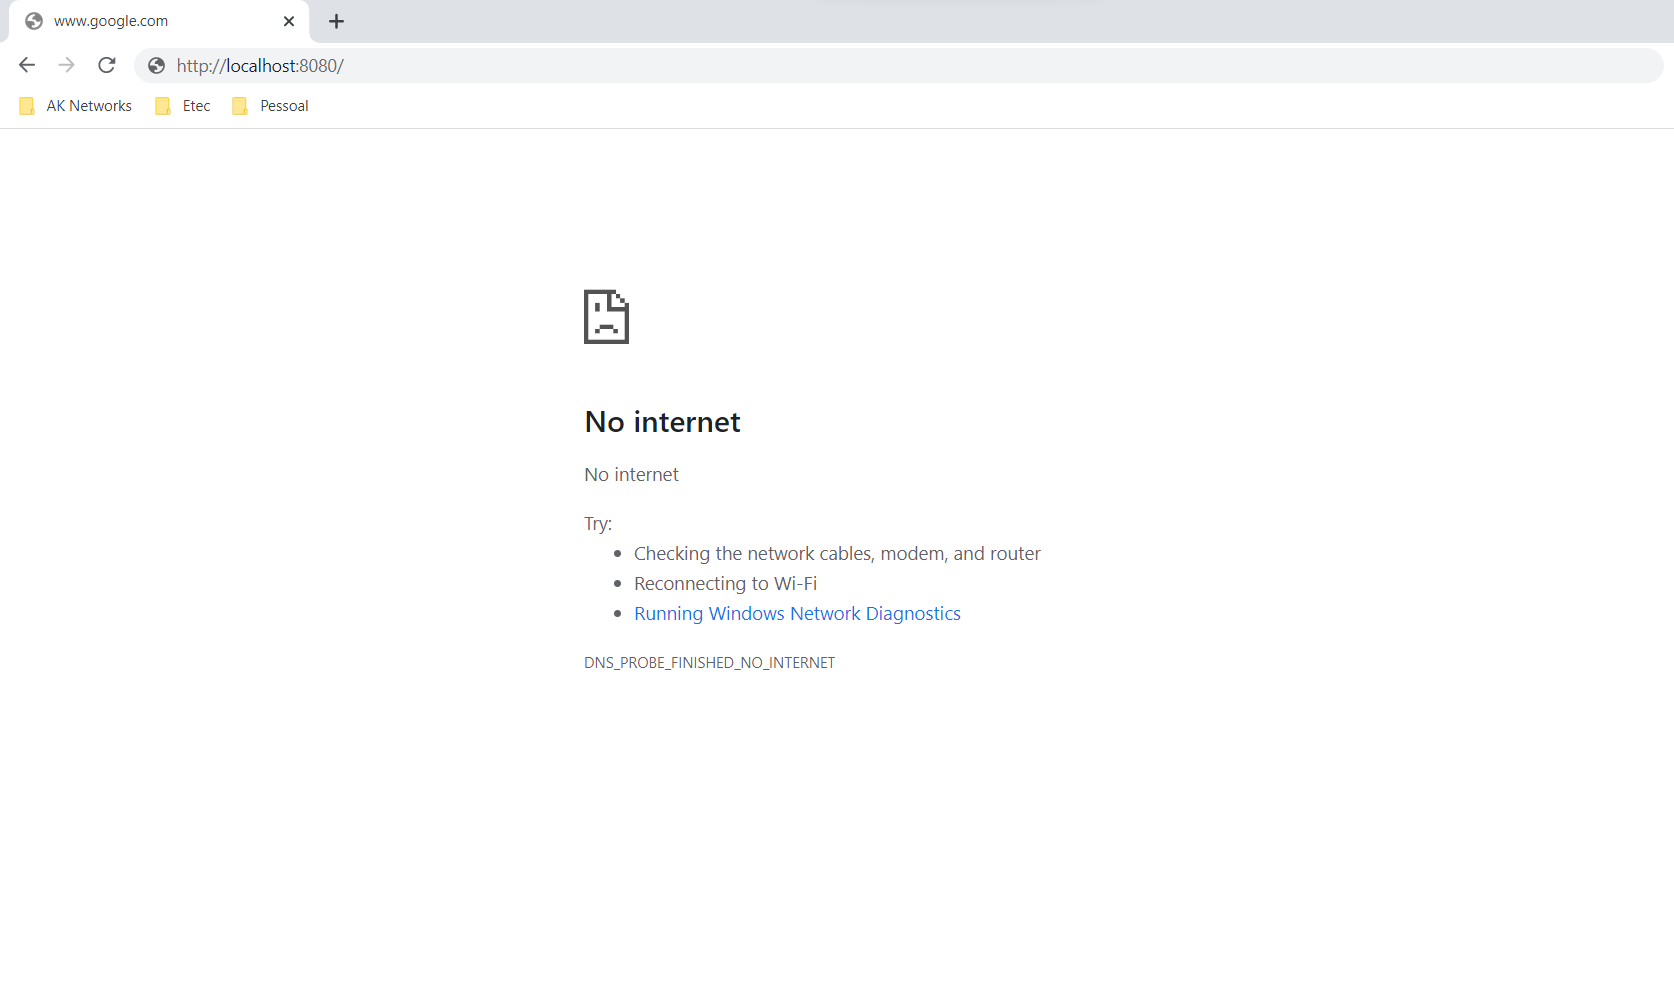 www.google.com
http://localhost:8080/
AK Networks Etec Pessoal
No internet
No internet
Try:
Checking the network cables, modem, and router
Reconnecting to Wi-Fi
Running Windows Network Diagnostics
DNS_PROBE_FINISHED_NO_INTERNET